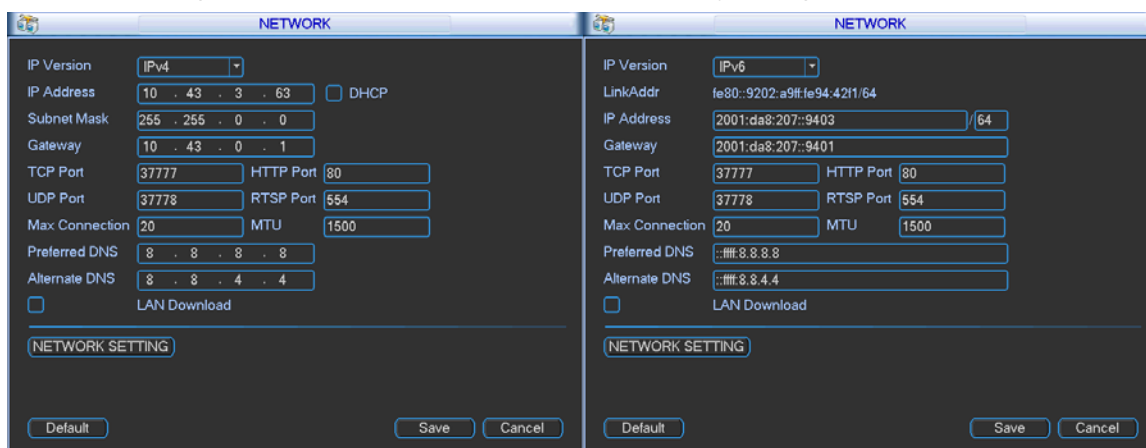 NETWORK
IP Version IPv4
IP Address 10 . 43 . 3 . 63 DHCP
Subnet Mask 255 . 255 . 0 . 0
Gateway 10 . 43 . 0 . 1
TCP Port 37777 HTTP Port 80
UDP Port 37778 RTSP Port 554
Max Connection 20 MTU 1500
Preferred DNS 8 . 8 . 8 . 8
Alternate DNS 8 . 8 . 4 . 4
LAN Download
NETWORK SETTING
Default Save Cancel
NETWORK
IP Version IPv6
LinkAddr fe80::9202:a9ff:fe94:42f1/64
IP Address 2001:da8:207::9403 / 64
Gateway 2001:da8:207::9401
TCP Port 37777 HTTP Port 80
UDP Port 37778 RTSP Port 554
Max Connection 20 MTU 1500
Preferred DNS ::ffff:8.8.8.8
Alternate DNS ::ffff:8.8.4.4
LAN Download
NETWORK SETTING
Default Save Cancel